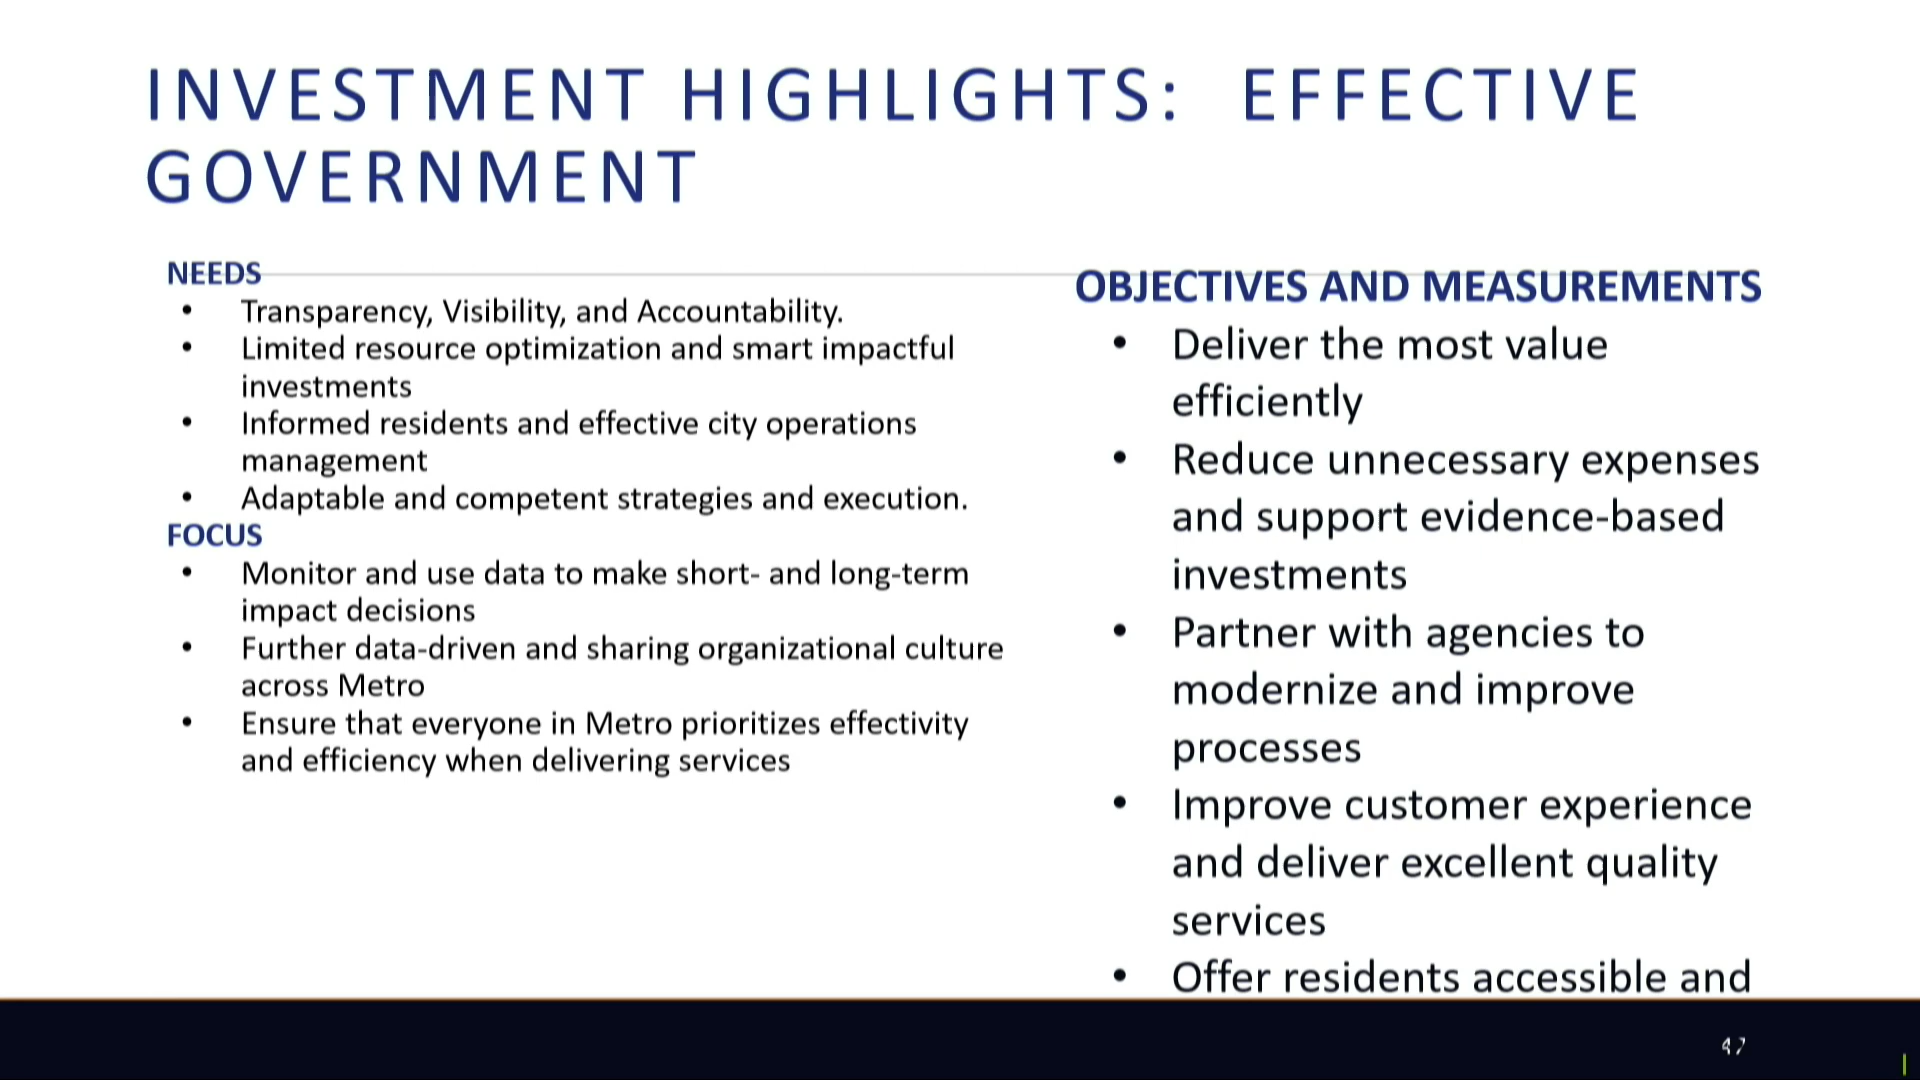 INVESTMENT HIGHLIGHTS: EFFECTIVE
GOVERNMENT
NEEDS
• Transparency, Visibility, and Accountability.
• Limited resource optimization and smart impactful
investments
• Informed residents and effective city operations
management
• Adaptable and competent strategies and execution.
FOCUS
• Monitor and use data to make short- and long-term
impact decisions
• Further data-driven and sharing organizational culture
across Metro
• Ensure that everyone in Metro prioritizes effectivity
and efficiency when delivering services
OBJECTIVES AND MEASUREMENTS
• Deliver the most value
efficiently
• Reduce unnecessary expenses
and support evidence-based
investments
• Partner with agencies to
modernize and improve
processes
• Improve customer experience
and deliver excellent quality
services
• Offer residents accessible and
47